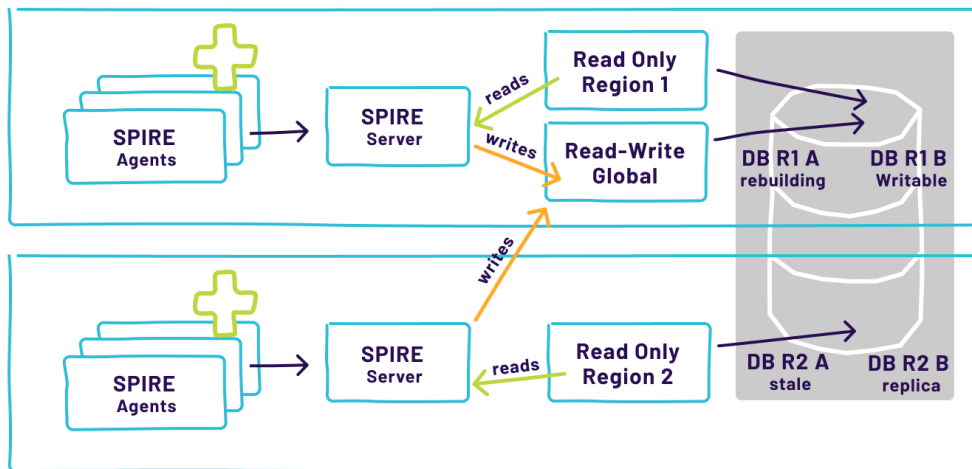 SPIRE
Agents
SPIRE
Server
reads
writes
Read Only
Region 1
Read-Write
Global
DB R1 A
rebuilding
DB R1 B
Writable
writes
SPIRE
Agents
SPIRE
Server
reads
Read Only
Region 2
DB R2 A
stale
DB R2 B
replica